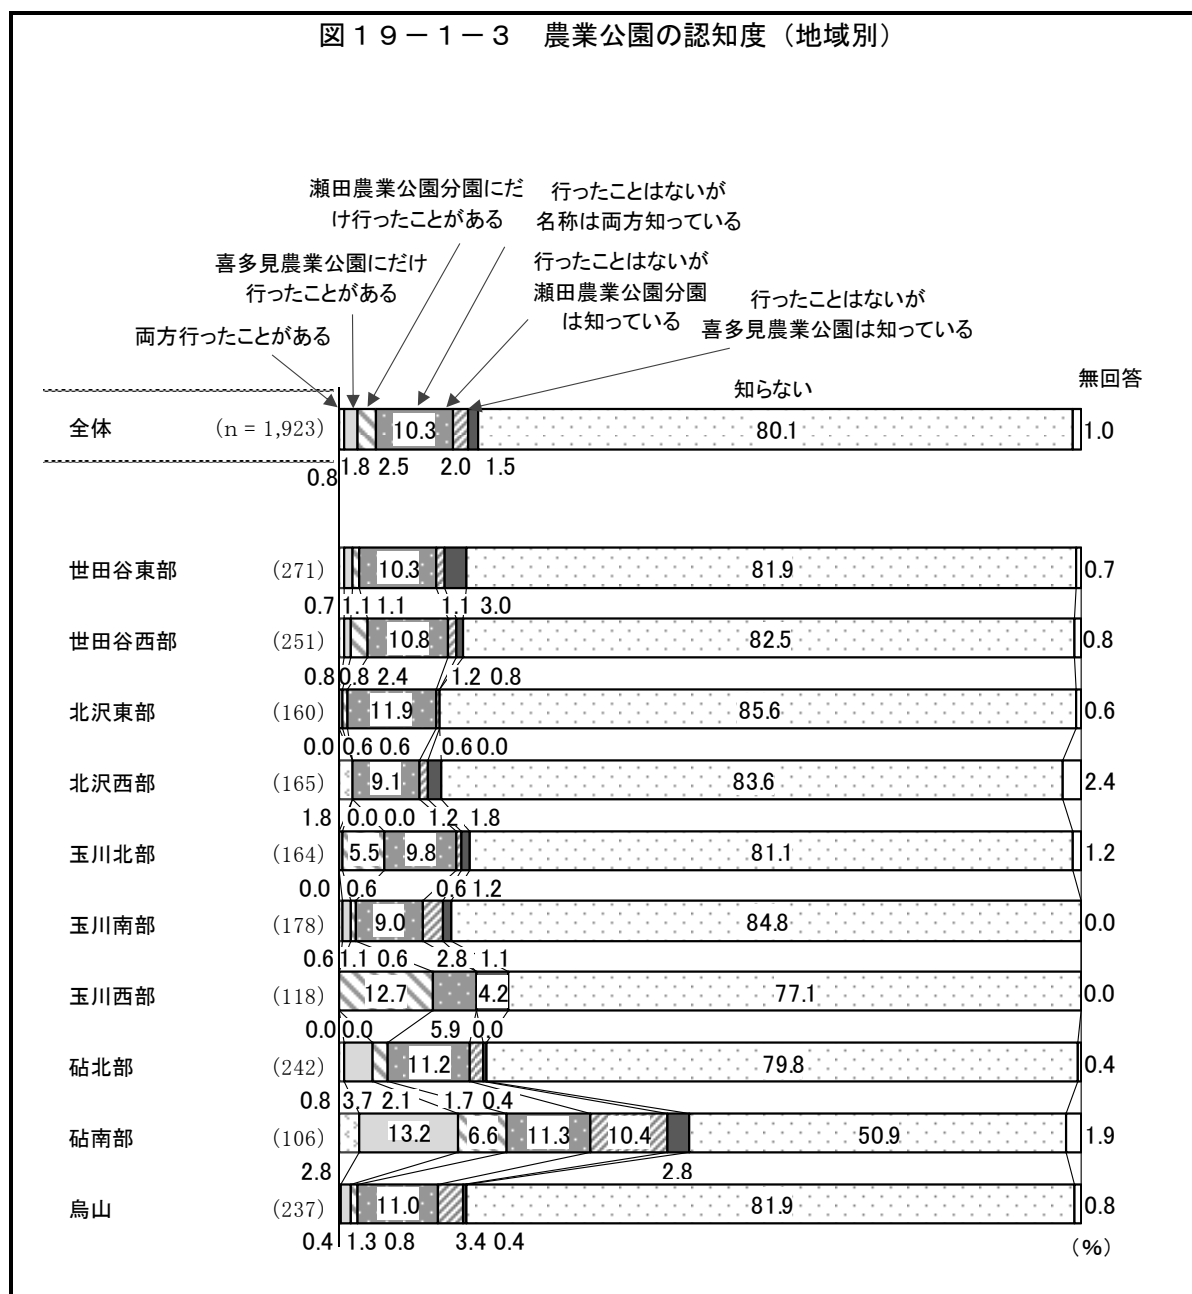 図19－1－3　農業公園の認知度（地域別）
瀬田農業公園分園にだ
け行ったことがある
行ったことはないが
名称は両方知っている
喜多見農業公園にだけ
行ったことがある
行ったことはないが
瀬田農業公園分園
は知っている
行ったことはないが
喜多見農業公園は知っている
両方行ったことがある
知らない
無回答
全体 (n = 1,923) 10.3 80.1 1.0
0.8 1.8 2.5 2.0 1.5
世田谷東部 (271) 10.3 81.9 0.7
0.7 1.1 1.1 1.1 3.0
世田谷西部 (251) 10.8 82.5 0.8
0.8 0.8 2.4 1.2 0.8
北沢東部 (160) 11.9 85.6 0.6
0.0 0.6 0.6 0.6 0.0
北沢西部 (165) 9.1 83.6 2.4
1.8 0.0 0.0 1.2 1.8
玉川北部 (164) 5.5 9.8 81.1 1.2
0.0 0.6 0.6 1.2
玉川南部 (178) 9.0 84.8 0.0
0.6 1.1 0.6 2.8 1.1
玉川西部 (118) 12.7 4.2 77.1 0.0
0.0 0.0 5.9 0.0
砧北部 (242) 11.2 79.8 0.4
0.8 3.7 2.1 1.7 0.4
砧南部 (106) 13.2 6.6 11.3 10.4 50.9 1.9
2.8 2.8
烏山 (237) 11.0 81.9 0.8
0.4 1.3 0.8 3.4 0.4
(%)